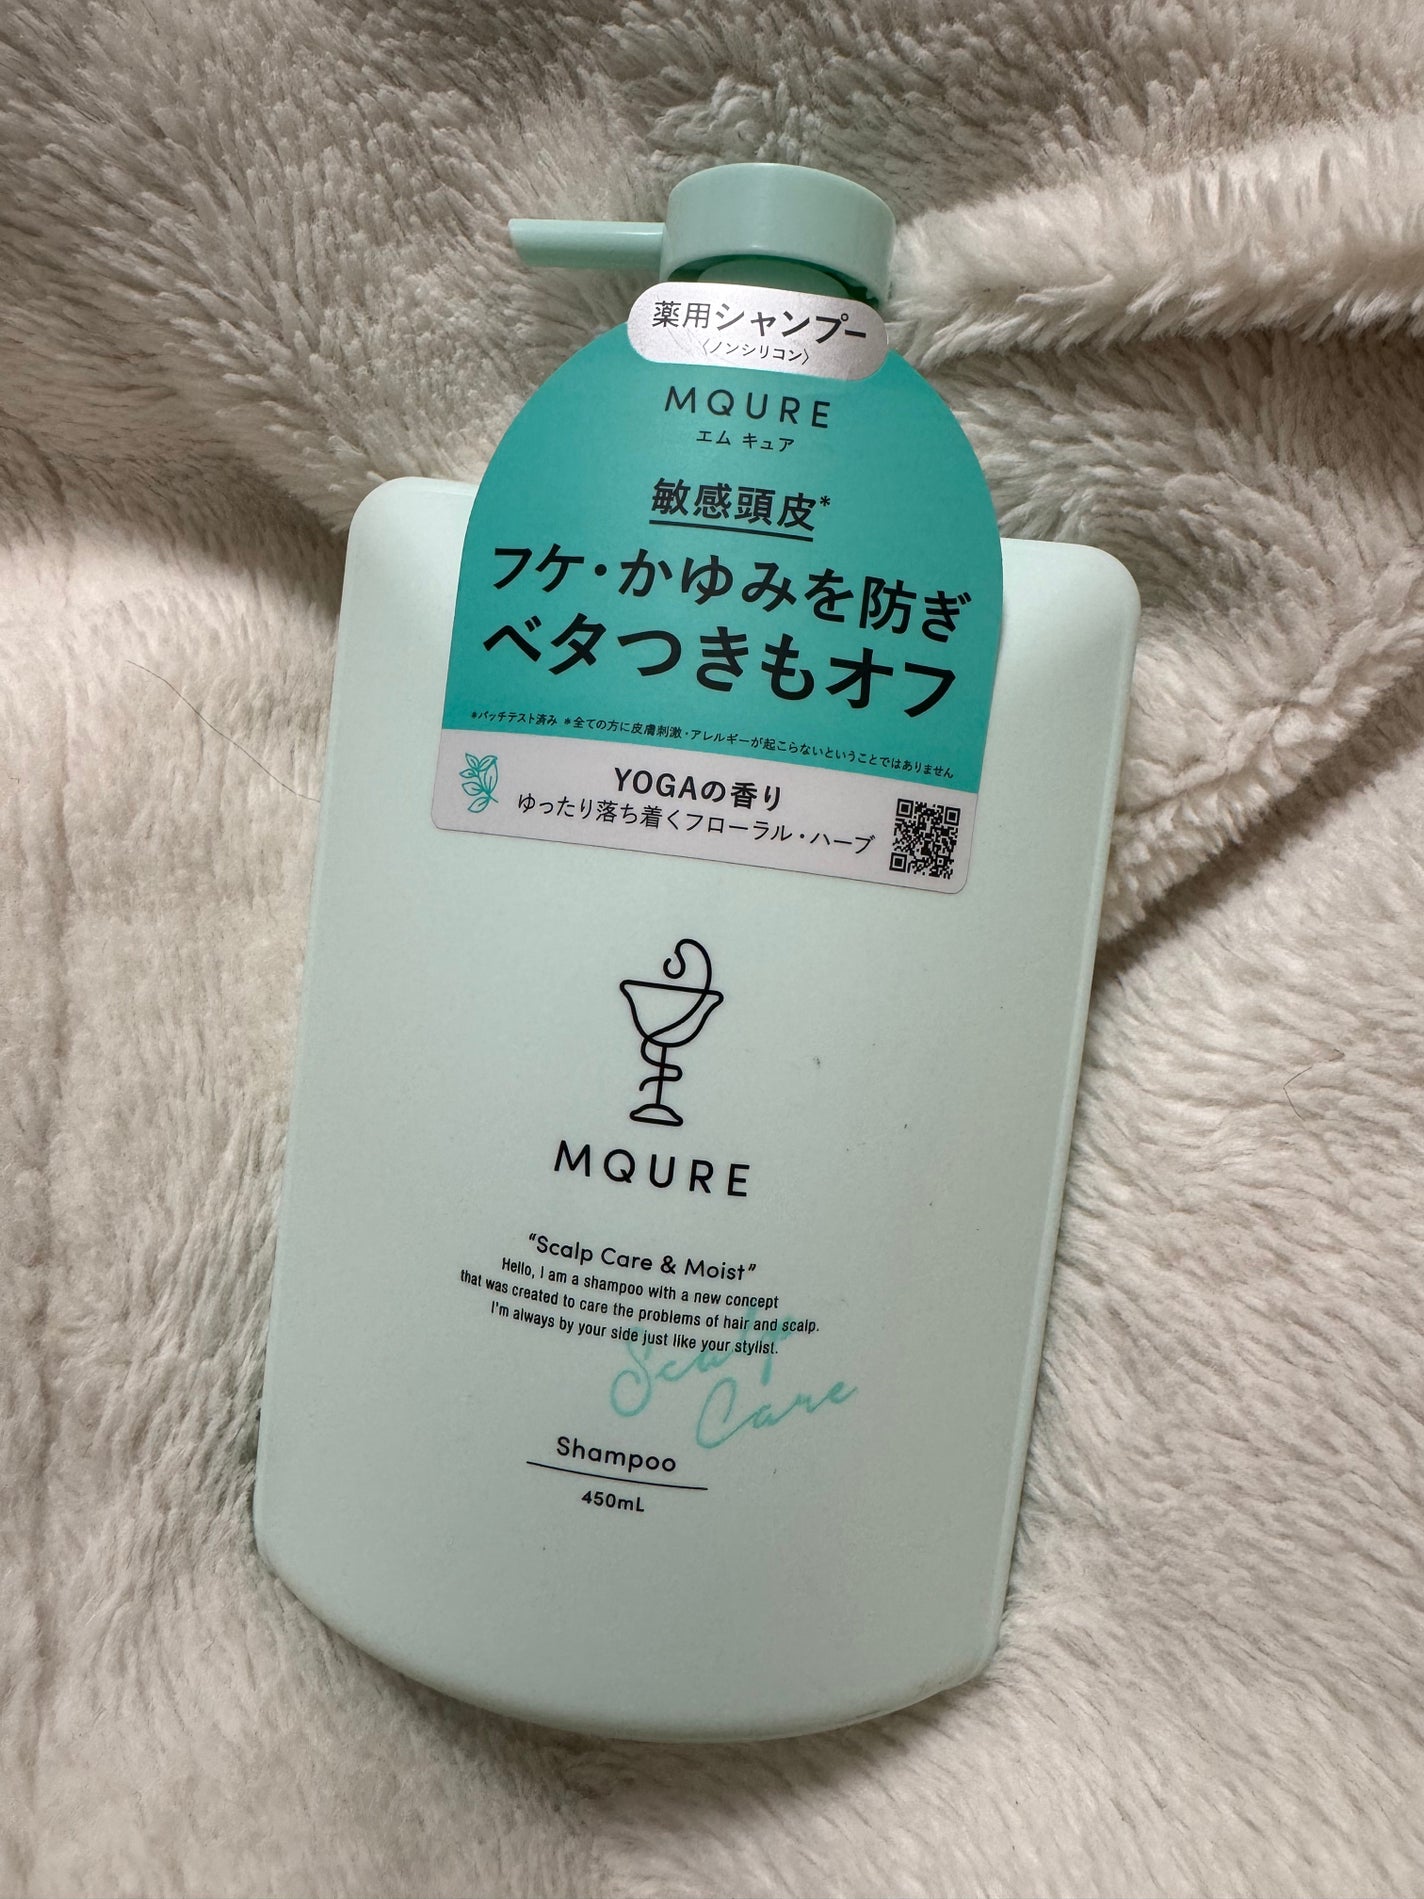 薬用シャンプー
〈ノンシリコン〉
MQURE
エム キュア
敏感頭皮*
フケ・かゆみを防ぎ
ベタつきもオフ
*パッチテスト済み *全ての方に皮膚刺激・アレルギーが起こらないということではありません
YOGAの香り
ゆったり落ち着くフローラル・ハーブ
MQURE
"Scalp Care & Moist"
Hello, I am a shampoo with a new concept
that was created to care the problems of hair and scalp.
I'm always by your side just like your stylist.
Scalp
Care
Shampoo
450mL